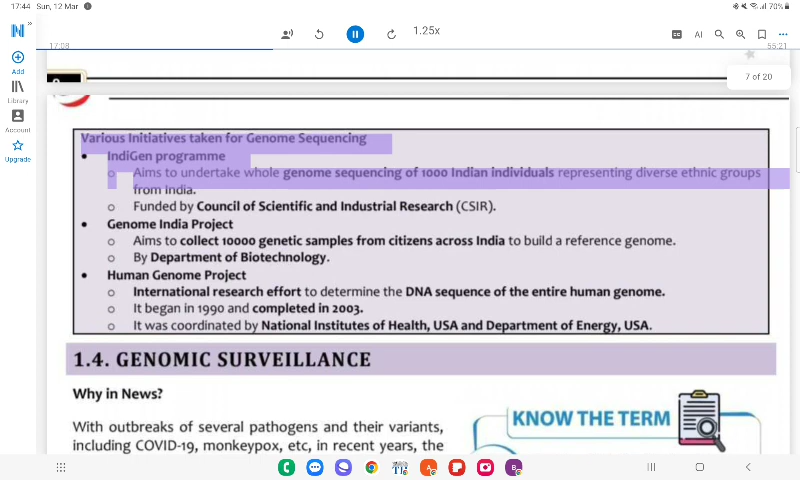 17:44 Sun, 12 Mar
70%
N
»
1.25x
AI
17:08
55:21
Add
Library
Account
Upgrade
7 of 20
Various Initiatives taken for Genome Sequencing
• IndiGen programme
o Aims to undertake whole genome sequencing of 1000 Indian individuals representing diverse ethnic groups
from India.
o Funded by Council of Scientific and Industrial Research (CSIR).
• Genome India Project
o Aims to collect 10000 genetic samples from citizens across India to build a reference genome.
o By Department of Biotechnology.
• Human Genome Project
o International research effort to determine the DNA sequence of the entire human genome.
o It began in 1990 and completed in 2003.
o It was coordinated by National Institutes of Health, USA and Department of Energy, USA.
1.4. GENOMIC SURVEILLANCE
Why in News?
With outbreaks of several pathogens and their variants,
including COVID-19, monkeypox, etc, in recent years, the
KNOW THE TERM